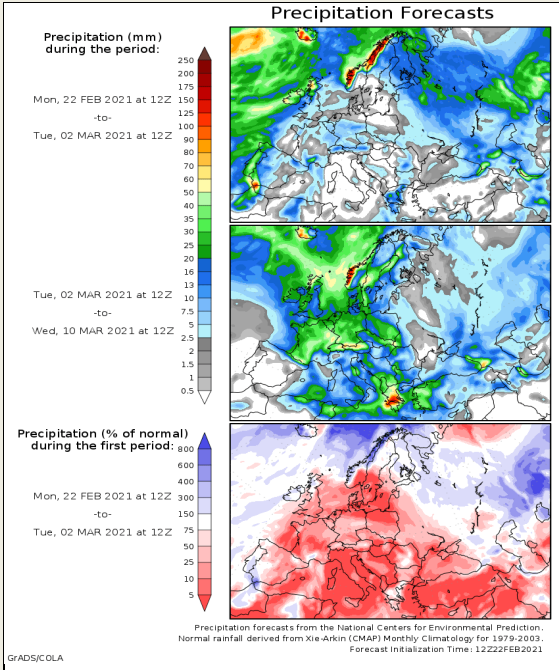 Precipitation Forecasts
Precipitation (mm)
during the period:
Mon, 22 FEB 2021 at 12Z
-to-
Tue, 02 MAR 2021 at 12Z
250
200
175
150
125
100
90
80
70
60
50
40
35
30
25
20
16
13
10
7.5
5
2.5
2
1.5
1
0.5
Tue, 02 MAR 2021 at 12Z
-to-
Wed, 10 MAR 2021 at 12Z
Precipitation (% of normal)
during the first period:
Mon, 22 FEB 2021 at 12Z
-to-
Tue, 02 MAR 2021 at 12Z
800
600
400
300
150
75
50
25
10
5
Precipitation forecasts from the National Centers for Environmental Prediction.
Normal rainfall derived from Xie-Arkin (CMAP) Monthly Climatology for 1979-2003.
Forecast Initialization Time: 12Z22FEB2021
GrADS/COLA